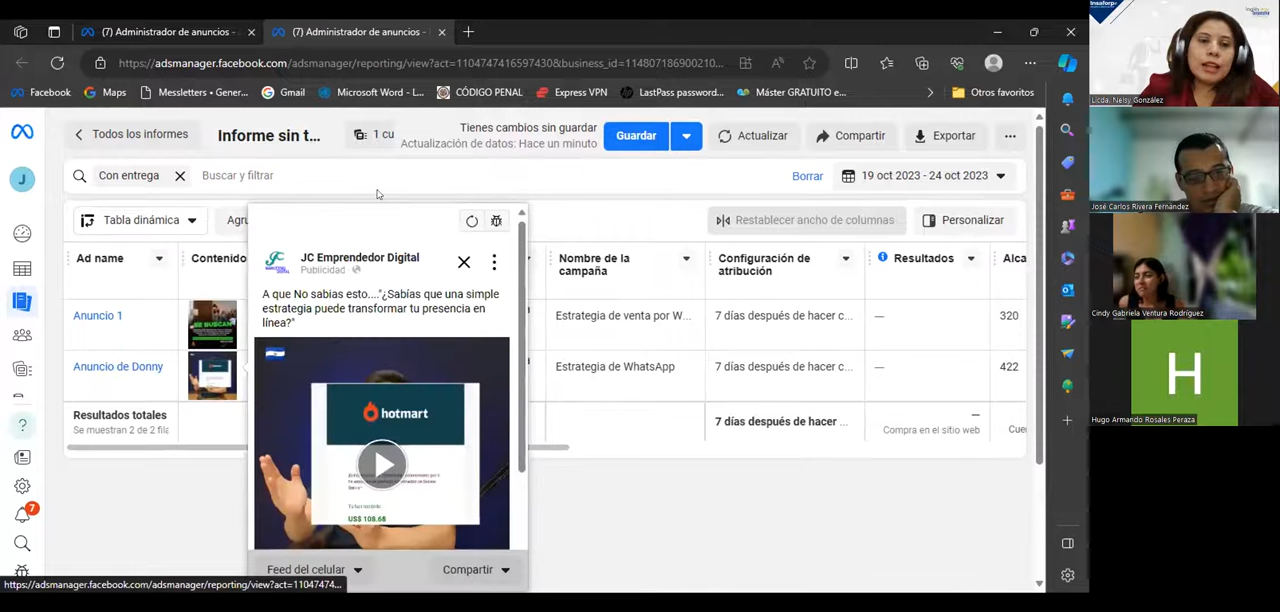 (7) Administrador de anuncios -
(7) Administrador de anuncios -
https://adsmanager.facebook.com/adsmanager/reporting/view?act=1104747416597430&business_id=114807186900210...
Facebook
Maps
Messletters • Gener...
Gmail
Microsoft Word - L...
CÓDIGO PENAL
Express VPN
LastPass password...
Máster GRATUITO e...
Otros favoritos
Todos los informes
Informe sin t...
1 cu
Tienes cambios sin guardar
Actualización de datos: Hace un minuto
Guardar
Actualizar
Compartir
Exportar
Con entrega
Buscar y filtrar
Borrar
19 oct 2023 - 24 oct 2023
Tabla dinámica
Agru
Restablecer ancho de columnas
Personalizar
Ad name
Contenido
Nombre de la campaña
Configuración de atribución
Resultados
Alca
Anuncio 1
Estrategia de venta por W...
7 días después de hacer c...
—
320
Anuncio de Donny
Estrategia de WhatsApp
7 días después de hacer c...
—
422
Resultados totales
Se muestran 2 de 2 fila
7 días después de hacer ...
—
Compra en el sitio web
Cue
JC Emprendedor Digital
Publicidad
A que No sabias esto...."¿Sabías que una simple
estrategia puede transformar tu presencia en
línea?"
SE BUSCAN
hotmart
US$ 108.68
Feed del celular
Compartir
J
7
https://adsmanager.facebook.com/adsmanager/reporting/view?act=11047474...
Insaforp
Licda. Nelsy González
José Carlos Rivera Fernández
Cindy Gabriela Ventura Rodríguez
H
Hugo Armando Rosales Peraza